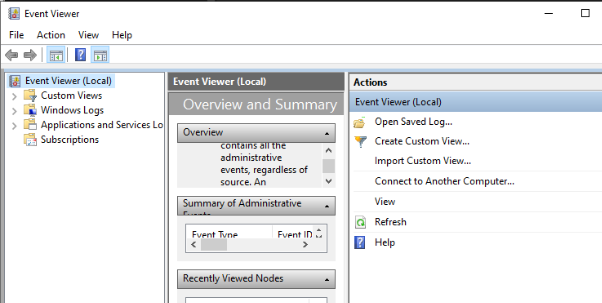 Event Viewer
File Action View Help
Event Viewer (Local)
Custom Views
Windows Logs
Applications and Services Lo
Subscriptions
Event Viewer (Local)
Overview and Summary
Overview
contains all the
administrative
events, regardless of
source. An
Summary of Administrative
Events
Event Type Event ID
Recently Viewed Nodes
Actions
Event Viewer (Local)
Open Saved Log...
Create Custom View...
Import Custom View...
Connect to Another Computer...
View
Refresh
Help